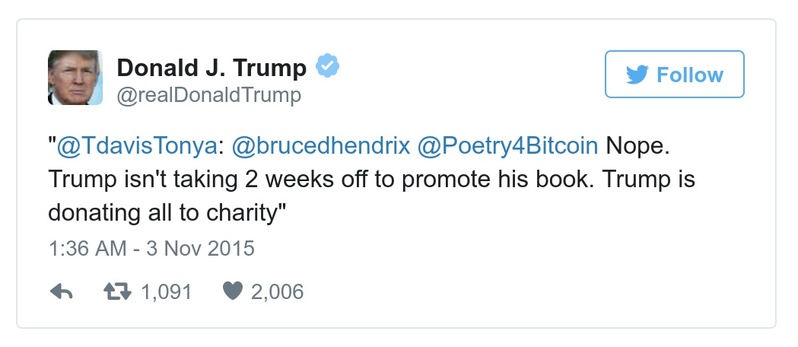 Donald J. Trump
@realDonaldTrump
Follow
"@TdavisTonya: @brucedhendrix @Poetry4Bitcoin Nope.
Trump isn't taking 2 weeks off to promote his book. Trump is
donating all to charity"
1:36 AM - 3 Nov 2015
1,091 2,006